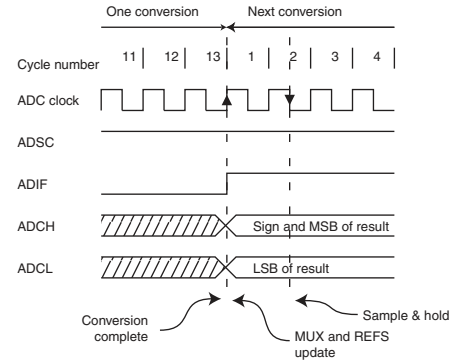 One conversion Next conversion
Cycle number 11 12 13 1 2 3 4
ADC clock
ADSC
ADIF
ADCH Sign and MSB of result
ADCL LSB of result
Conversion
complete
MUX and REFS
update
Sample & hold